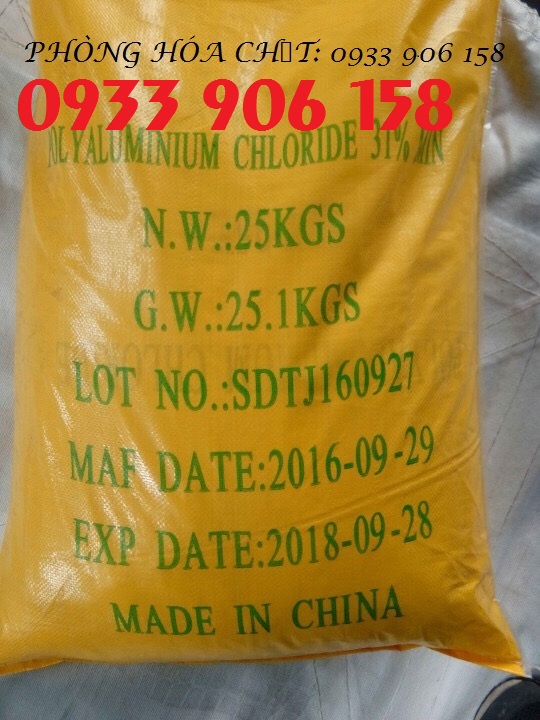 PHÒNG HÓA CHẤT: 0933 906 158
0933 906 158
POLYALUMINIUM CHLORIDE 31% MIN
N.W.:25KGS
G.W.:25.1KGS
LOT NO.:SDTJ160927
MAF DATE:2016-09-29
EXP DATE:2018-09-28
MADE IN CHINA